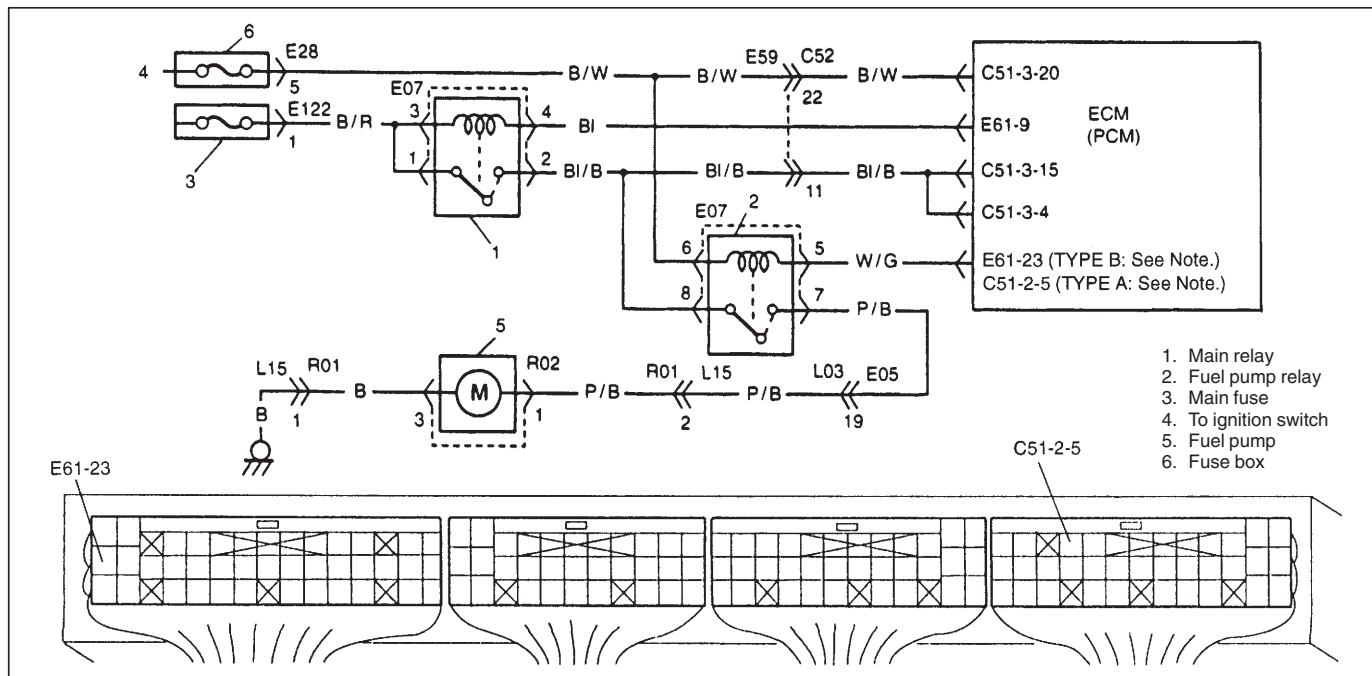 6
4
E28
5
B/W
B/W
E59
C52
22
B/W
C51-3-20
E122
1
3
B/R
E07
3
4
1
2
1
BI
E61-9
ECM
(PCM)
BI/B
BI/B
11
BI/B
C51-3-15
C51-3-4
E07
2
6
5
8
7
W/G
E61-23 (TYPE B: See Note.)
C51-2-5 (TYPE A: See Note.)
P/B
5
L15
R01
B
1
B
3
M
R02
1
P/B
R01
L15
2
P/B
L03
E05
19
1. Main relay
2. Fuel pump relay
3. Main fuse
4. To ignition switch
5. Fuel pump
6. Fuse box
E61-23
C51-2-5